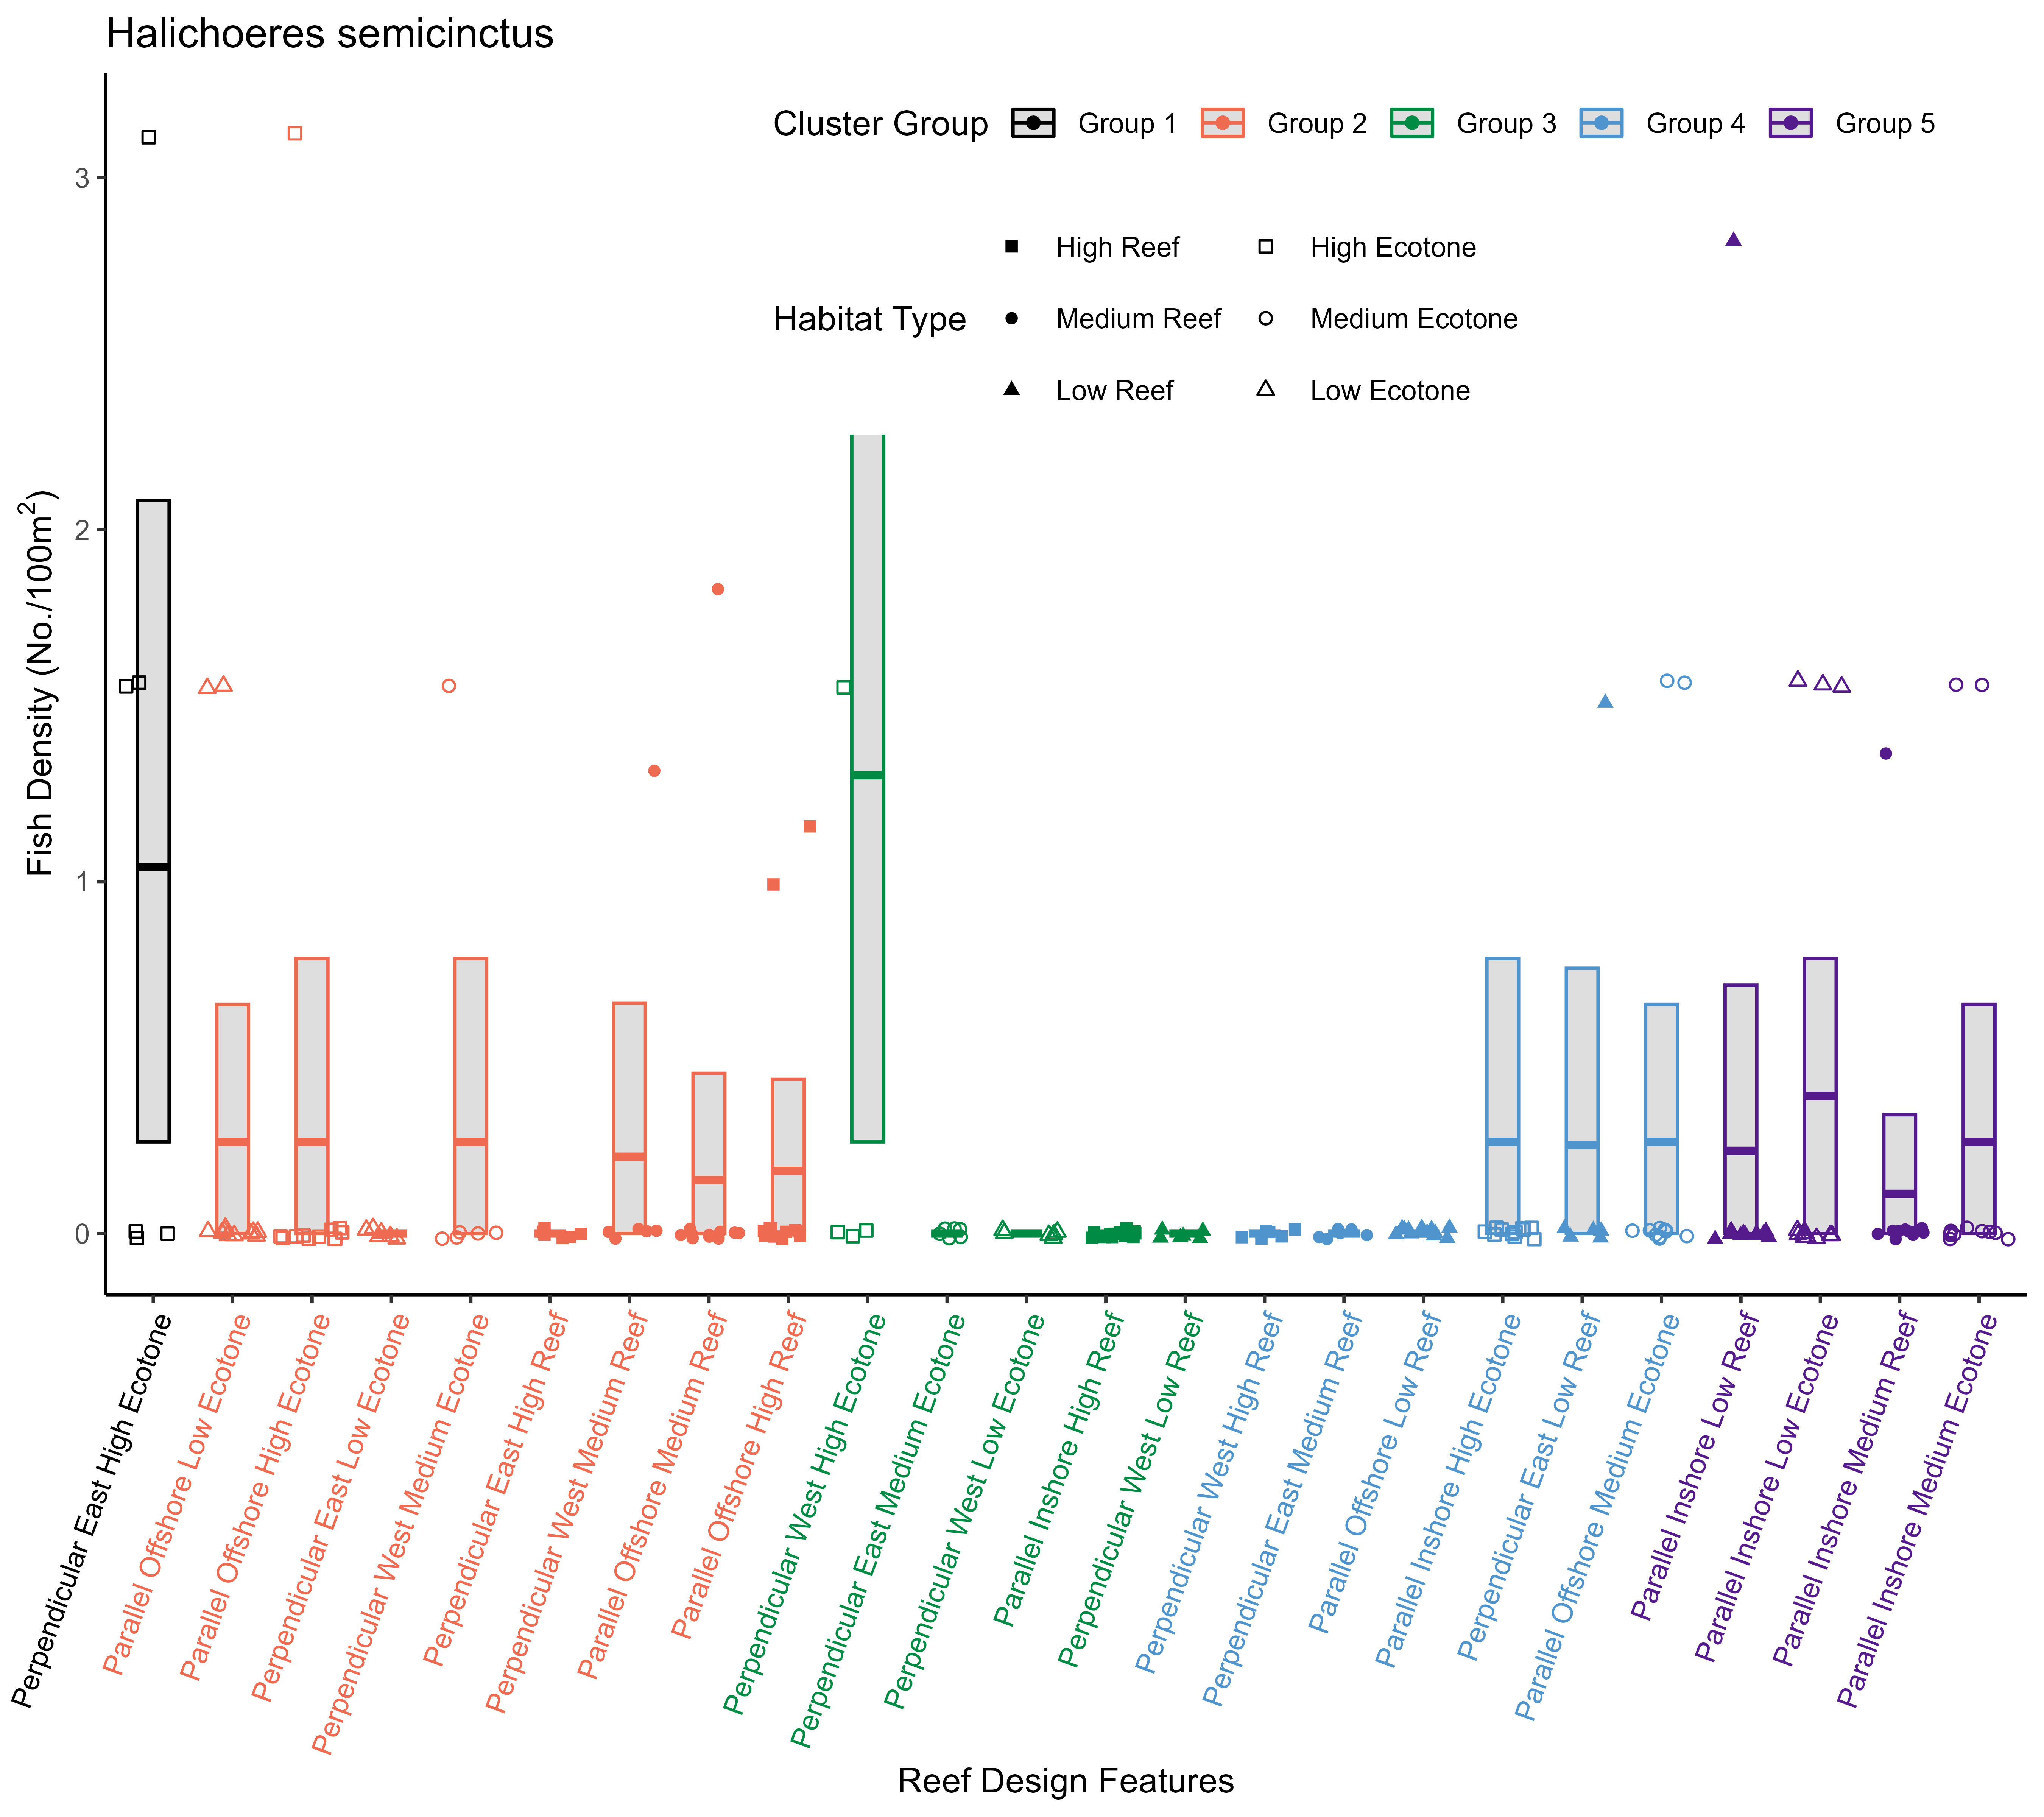 Halichoeres semicinctus
Cluster Group Group 1 Group 2 Group 3 Group 4 Group 5
High Reef High Ecotone
Habitat Type Medium Reef Medium Ecotone
Low Reef Low Ecotone
Fish Density (No./100m²)
3
2
1
0
Perpendicular East High Ecotone
Parallel Offshore Low Ecotone
Parallel Offshore High Ecotone
Perpendicular East Low Ecotone
Perpendicular West Medium Ecotone
Perpendicular East High Reef
Perpendicular West Medium Reef
Parallel Offshore Medium Reef
Parallel Offshore High Reef
Perpendicular West High Ecotone
Perpendicular East Medium Ecotone
Perpendicular West Low Ecotone
Parallel Inshore High Reef
Perpendicular West Low Reef
Perpendicular West High Reef
Perpendicular East Medium Reef
Parallel Offshore Low Reef
Parallel Inshore High Ecotone
Perpendicular East Low Reef
Parallel Offshore Medium Ecotone
Parallel Inshore Low Reef
Parallel Inshore Low Ecotone
Parallel Inshore Medium Reef
Parallel Inshore Medium Ecotone
Reef Design Features